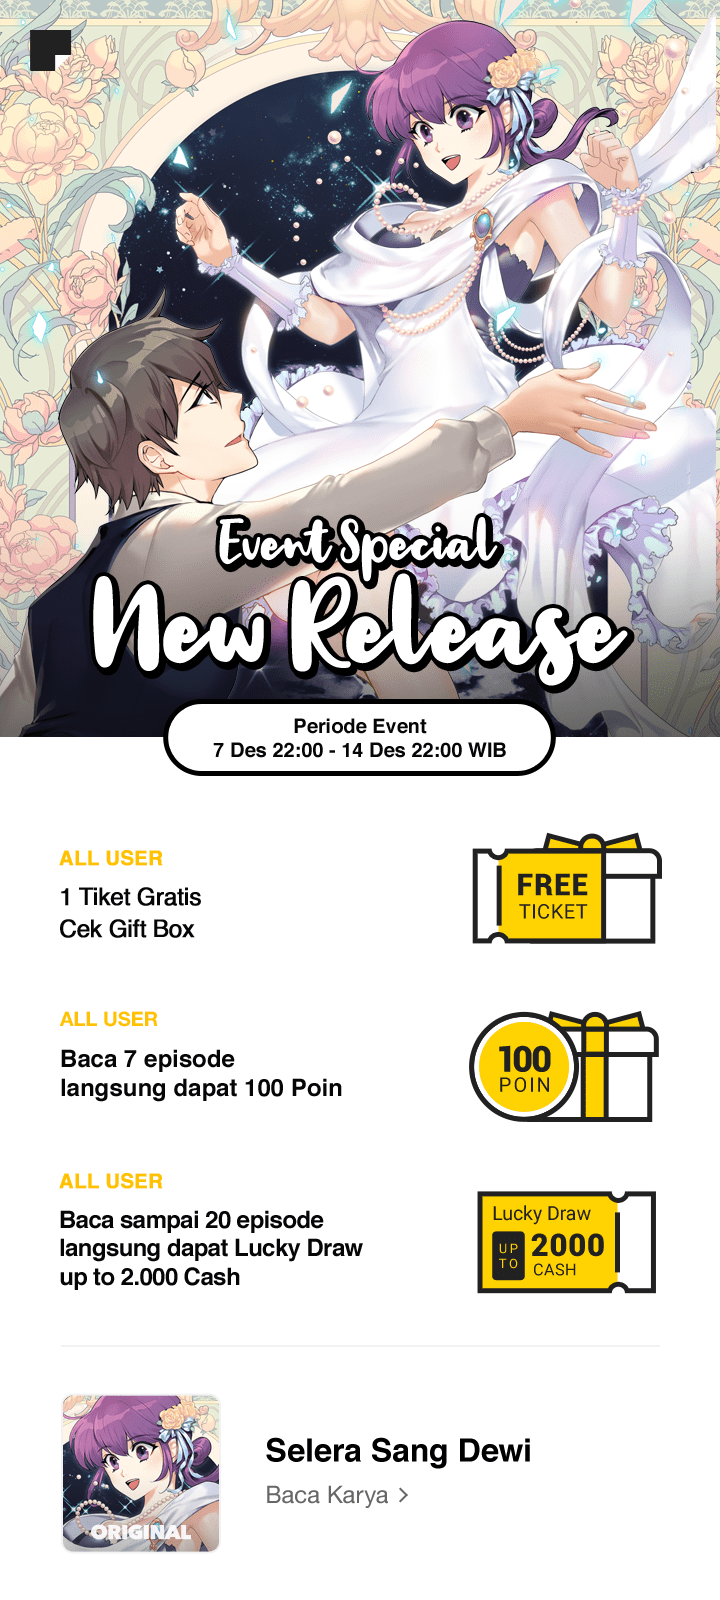 Event Special
New Release
Periode Event
7 Des 22:00 - 14 Des 22:00 WIB
ALL USER
1 Tiket Gratis
Cek Gift Box
FREE
TICKET
ALL USER
Baca 7 episode
langsung dapat 100 Poin
100
POIN
ALL USER
Baca sampai 20 episode
langsung dapat Lucky Draw
up to 2.000 Cash
Lucky Draw
UP TO 2000
CASH
Selera Sang Dewi
Baca Karya >
ORIGINAL